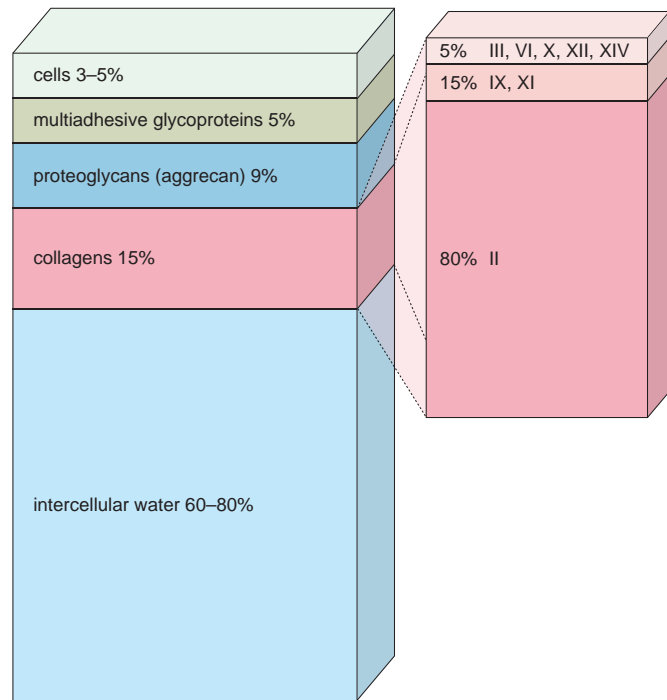 cells 3–5%
multiadhesive glycoproteins 5%
proteoglycans (aggrecan) 9%
collagens 15%
intercellular water 60–80%
5% III, VI, X, XII, XIV
15% IX, XI
80% II